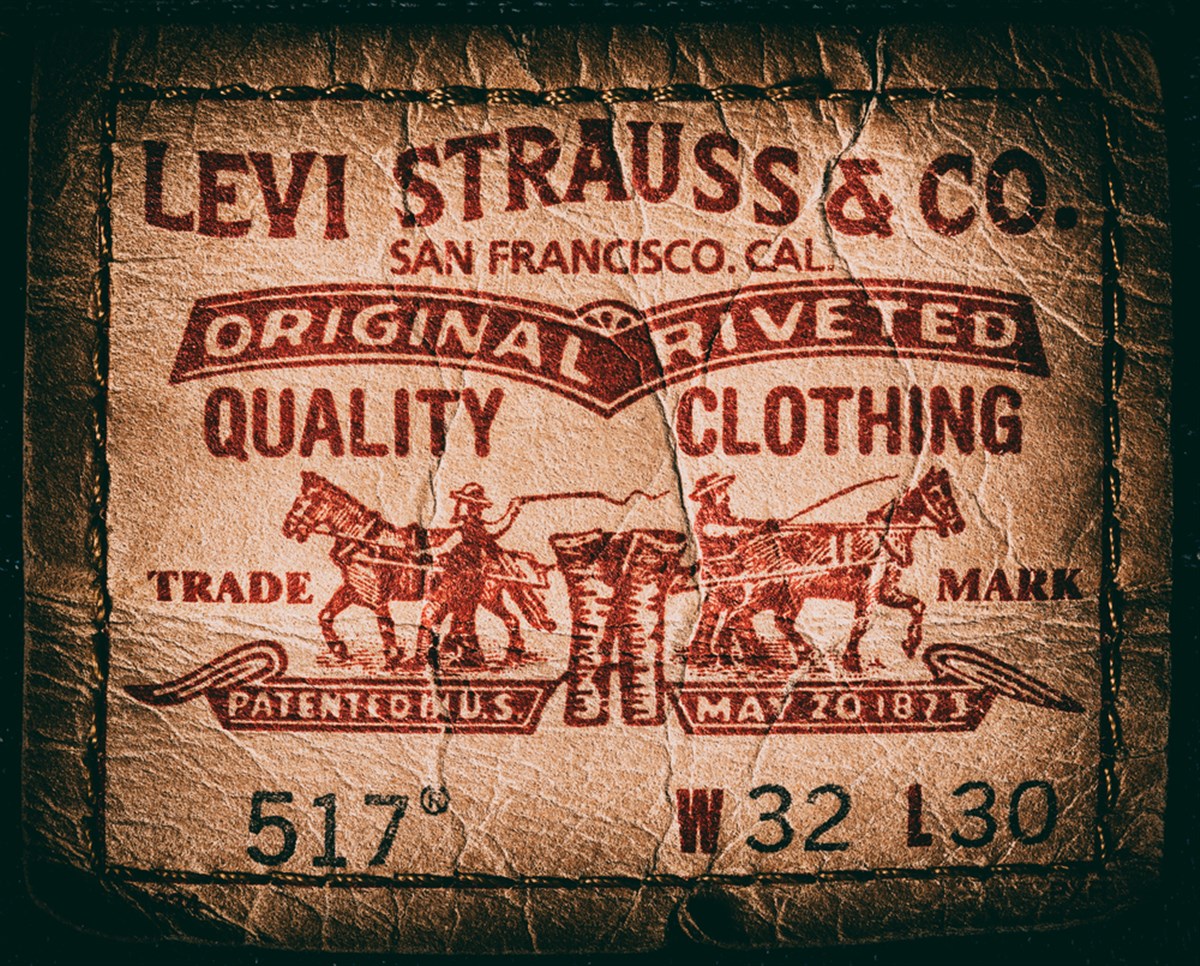 LEVI STRAUSS & CO.
SAN FRANCISCO. CAL.
ORIGINAL RIVETED
QUALITY CLOTHING
TRADE MARK
PATENTED IN U.S. MAY 20 1873
517® W 32 L 30